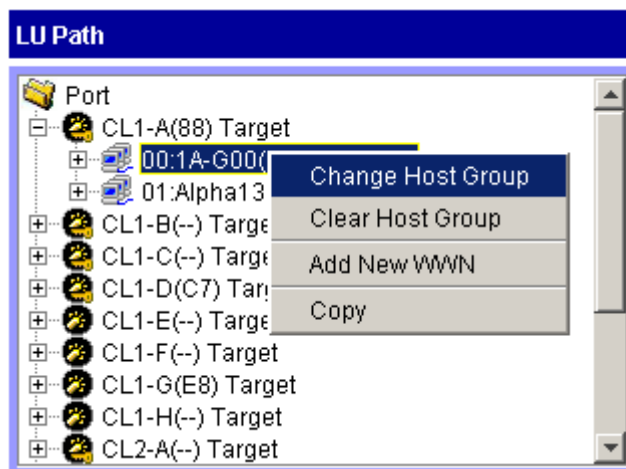 LU Path
Port
CL1-A(88) Target
00:1A-G00(
Change Host Group
01:Alpha13
Clear Host Group
CL1-B(--) Targe
CL1-C(--) Targe
Add New WWN
CL1-D(C7) Targ
Copy
CL1-E(--) Targe
CL1-F(--) Target
CL1-G(E8) Target
CL1-H(--) Target
CL2-A(--) Target